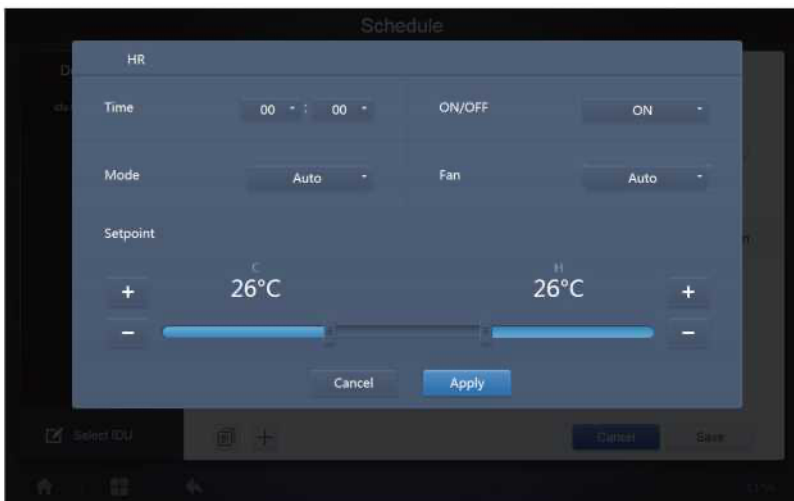 Schedule
HR
Time 00 : 00 ON/OFF ON
Mode Auto Fan Auto
Setpoint
C H
26°C 26°C
+ +
− −
Cancel Apply
Select IDU + Cancel Save